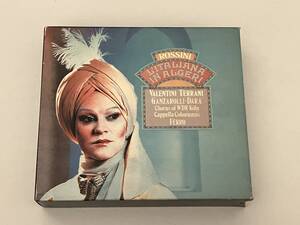 ROSSINI
L'ITALIANA
IN ALGERI
VALENTINI TERRANI
GANZAROLLI·DARA
Chorus of WDR Köln
Cappella Coloniensis
FERRO